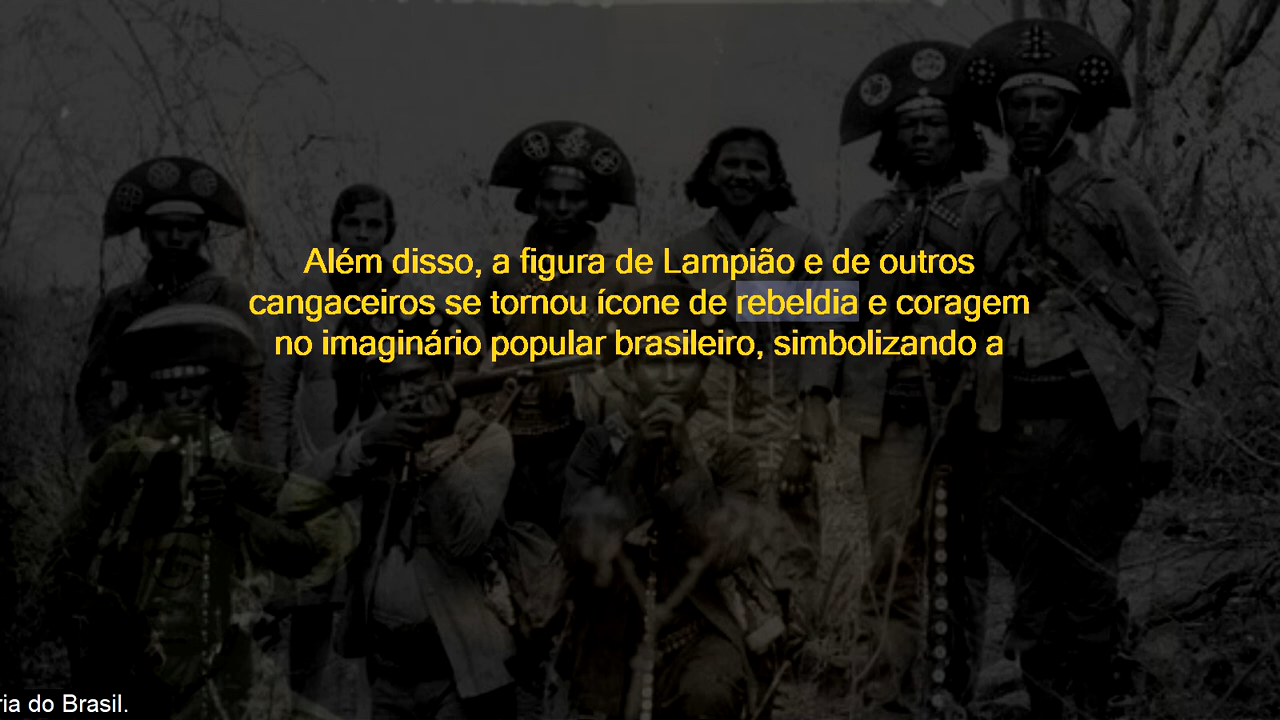 Além disso, a figura de Lampião e de outros
cangaceiros se tornou ícone de rebeldia e coragem
no imaginário popular brasileiro, simbolizando a
ria do Brasil.